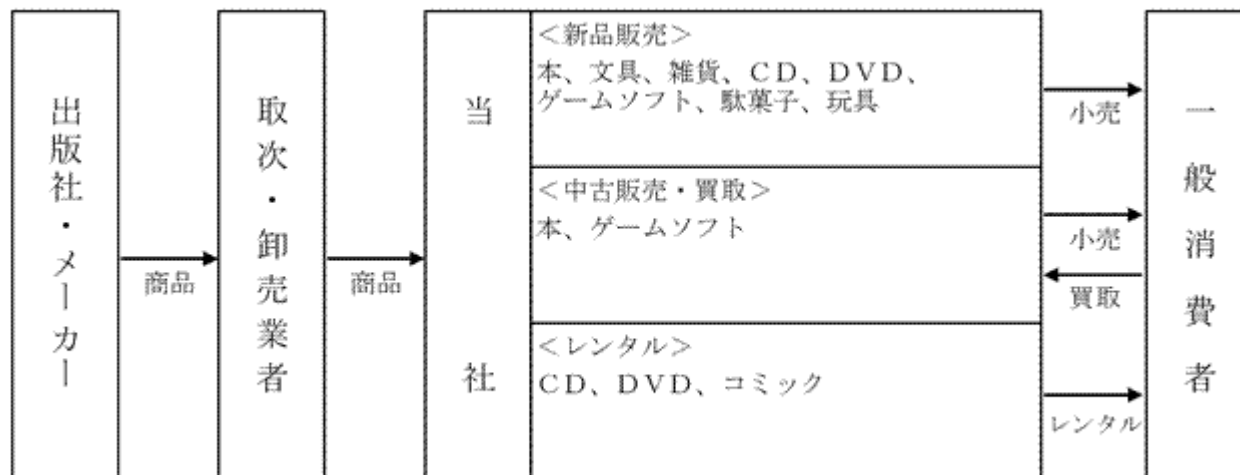 出版社・メーカー
商品
取次・卸売業者
商品
当社
＜新品販売＞
本、文具、雑貨、ＣＤ、ＤＶＤ、
ゲームソフト、駄菓子、玩具
小売
＜中古販売・買取＞
本、ゲームソフト
小売
買取
＜レンタル＞
ＣＤ、ＤＶＤ、コミック
レンタル
一般消費者